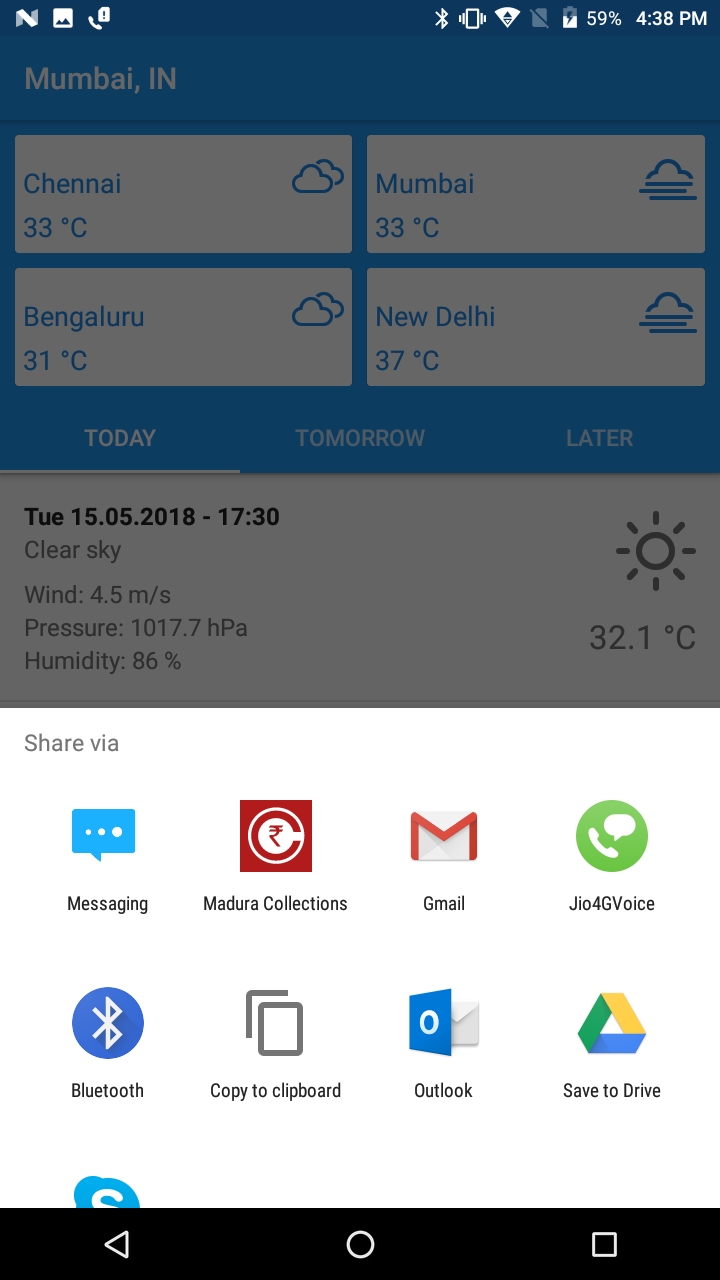 59% 4:38 PM
Mumbai, IN
Chennai
33 °C
Mumbai
33 °C
Bengaluru
31 °C
New Delhi
37 °C
TODAY TOMORROW LATER
Tue 15.05.2018 - 17:30
Clear sky
Wind: 4.5 m/s
Pressure: 1017.7 hPa
Humidity: 86 %
32.1 °C
Share via
Messaging Madura Collections Gmail Jio4GVoice
Bluetooth Copy to clipboard Outlook Save to Drive